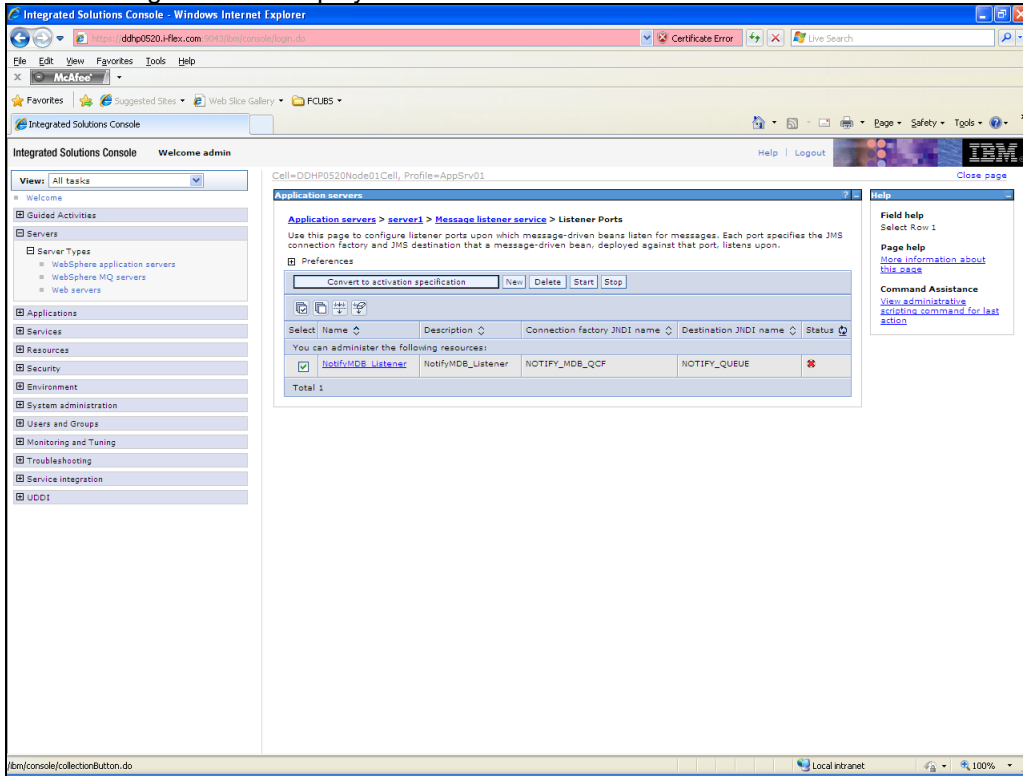 Integrated Solutions Console - Windows Internet Explorer
https://ddhp0520.i-flex.com:9043/ibm/console/login.do
Certificate Error
Live Search
File Edit View Favorites Tools Help
X McAfee
Favorites Suggested Sites Web Slice Gallery FCUBS
Integrated Solutions Console
Page Safety Tools
Integrated Solutions Console Welcome admin
Help | Logout
IBM.
View: All tasks
Cell=DDHP0520Node01Cell, Profile=AppSrv01
Close page
Welcome
Guided Activities
Servers
Server Types
WebSphere application servers
WebSphere MQ servers
Web servers
Applications
Services
Resources
Security
Environment
System administration
Users and Groups
Monitoring and Tuning
Troubleshooting
Service integration
UDDI
Application servers
Application servers > server1 > Message listener service > Listener Ports
Use this page to configure listener ports upon which message-driven beans listen for messages. Each port specifies the JMS
connection factory and JMS destination that a message-driven bean, deployed against that port, listens upon.
Preferences
Convert to activation specification New Delete Start Stop
Select Name Description Connection factory JNDI name Destination JNDI name Status
You can administer the following resources:
NotifyMDB_Listener NotifyMDB_Listener NOTIFY_MDB_QCF NOTIFY_QUEUE
Total 1
Help
Field help
Select Row 1
Page help
More information about
this page
Command Assistance
View administrative
scripting command for last
action
/ibm/console/collectionButton.do
Local intranet
100%